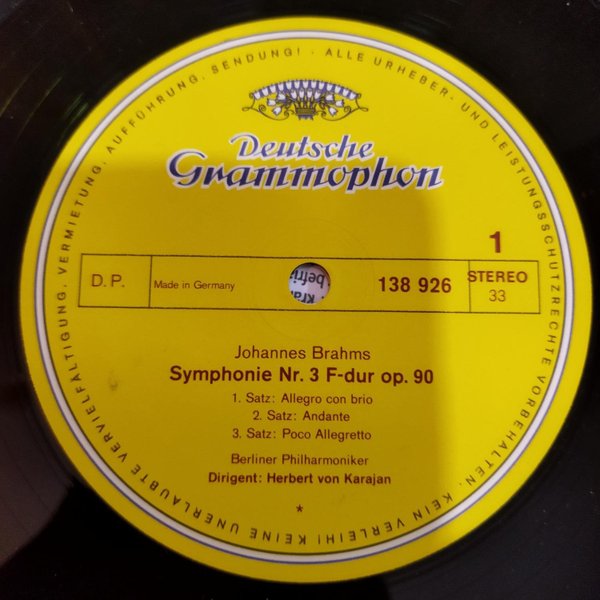 ALLE URHEBER- UND LEISTUNGSSCHUTZRECHTE VORBEHALTEN. KEIN VERLEIH! KEINE UNERLAUBTE VERVIELFÄLTIGUNG, VERMIETUNG, AUFFÜHRUNG, SENDUNG! ·
Deutsche
Grammophon
1
D.P.
Made in Germany
138 926
STEREO
33
Johannes Brahms
Symphonie Nr. 3 F-dur op. 90
1. Satz: Allegro con brio
2. Satz: Andante
3. Satz: Poco Allegretto
Berliner Philharmoniker
Dirigent: Herbert von Karajan
*